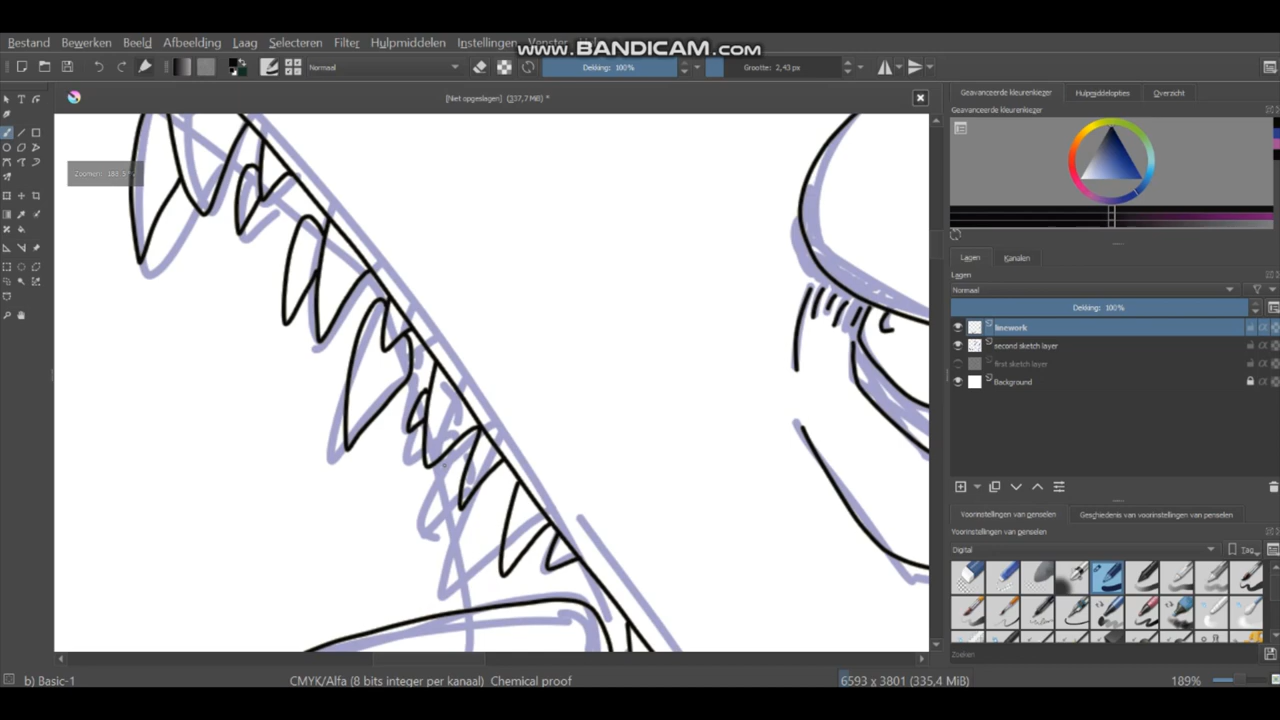 www.BANDICAM.com
Bestand Bewerken Beeld Afbeelding Laag Selecteren Filter Hulpmiddelen Instellingen Venster
Normaal Dekking: 100% Grootte: 2,43 px
[Niet opgeslagen] (337,7 MiB) *
Geavanceerde kleurenkiezer Hulpmiddelopties Overzicht
Geavanceerde kleurenkiezer
Lagen Kanalen
Lagen
Normaal
Dekking: 100%
linework
second sketch layer
first sketch layer
Background
Voorinstellingen van penselen Geschiedenis van voorinstellingen van penselen
Voorinstellingen van penselen
Digital Tag
Zoeken
b) Basic-1 CMYK/Alfa (8 bits integer per kanaal) Chemical proof 6593 x 3801 (335,4 MiB) 189%